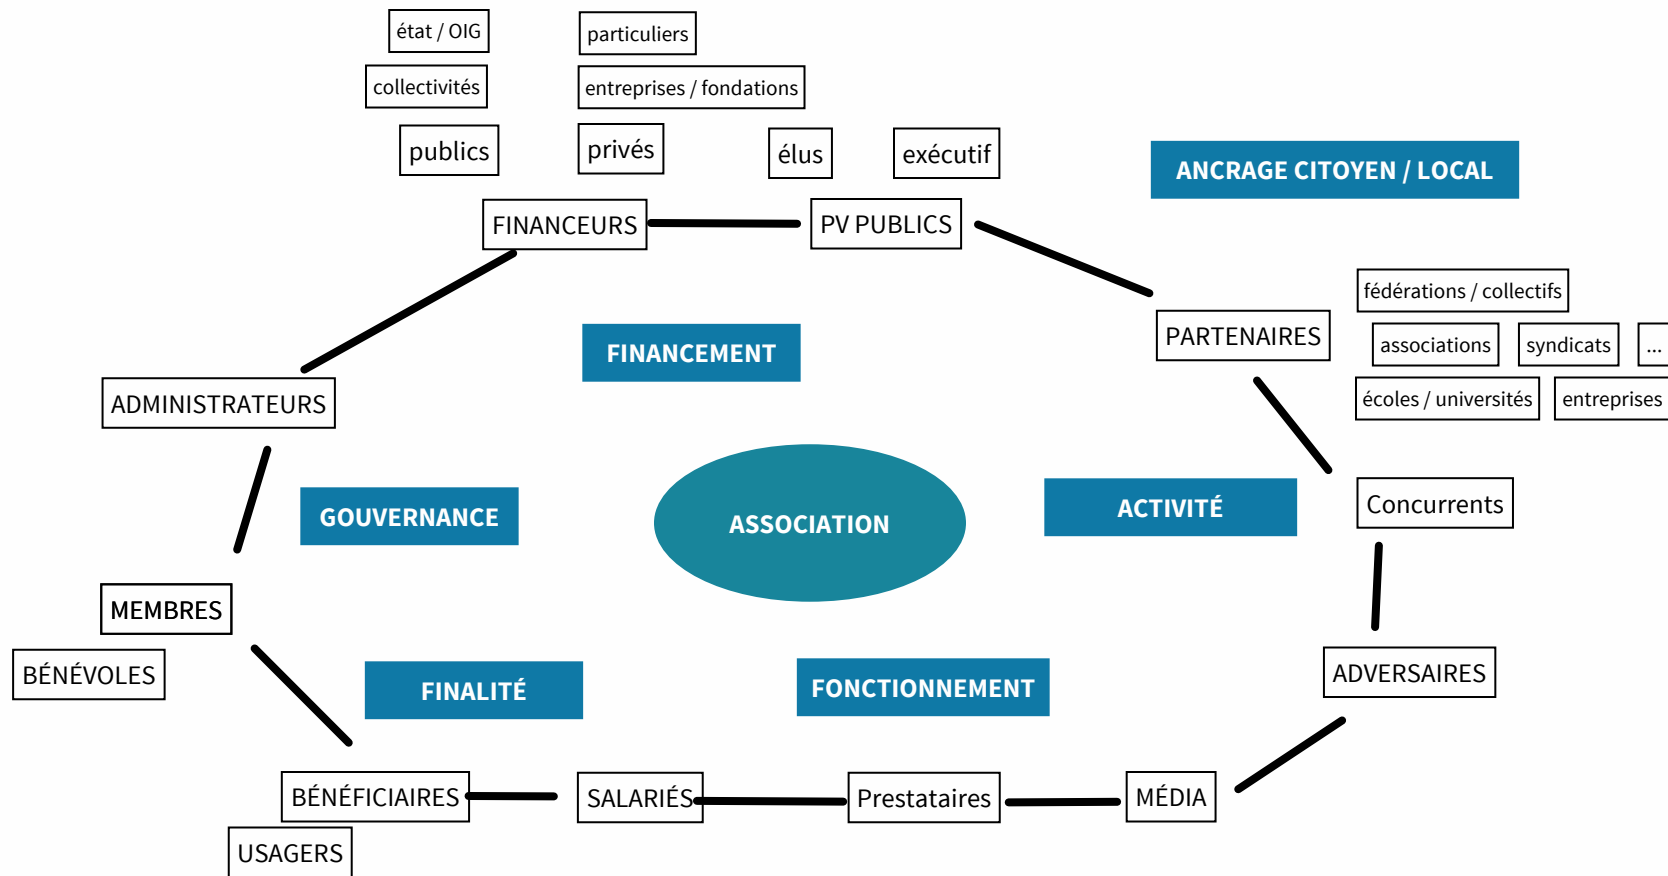 état / OIG
particuliers
collectivités
entreprises / fondations
publics
privés
élus
exécutif
ANCRAGE CITOYEN / LOCAL
FINANCEURS
PV PUBLICS
fédérations / collectifs
PARTENAIRES
associations
syndicats
...
FINANCEMENT
écoles / universités
entreprises
ADMINISTRATEURS
Concurrents
ACTIVITÉ
GOUVERNANCE
ASSOCIATION
MEMBRES
BÉNÉVOLES
ADVERSAIRES
FINALITÉ
FONCTIONNEMENT
BÉNÉFICIAIRES
SALARIÉS
Prestataires
MÉDIA
USAGERS